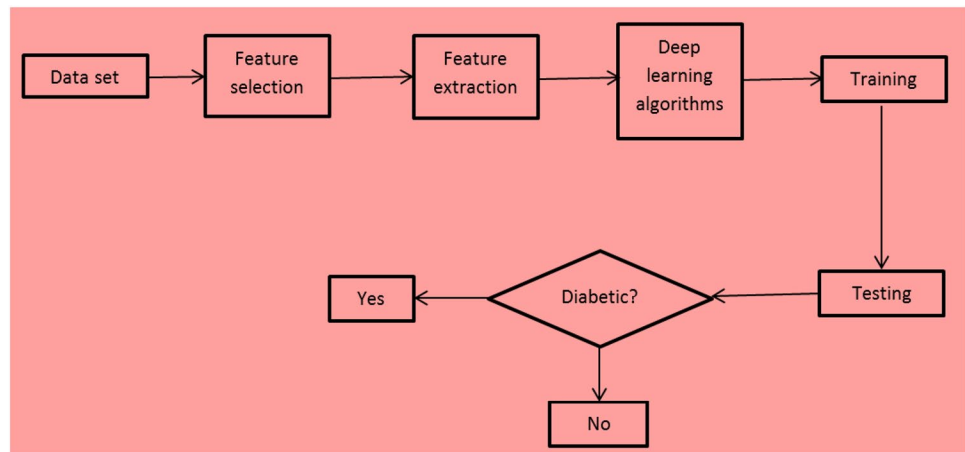 Data set
Feature
selection
Feature
extraction
Deep
learning
algorithms
Training
Testing
Diabetic?
Yes
No